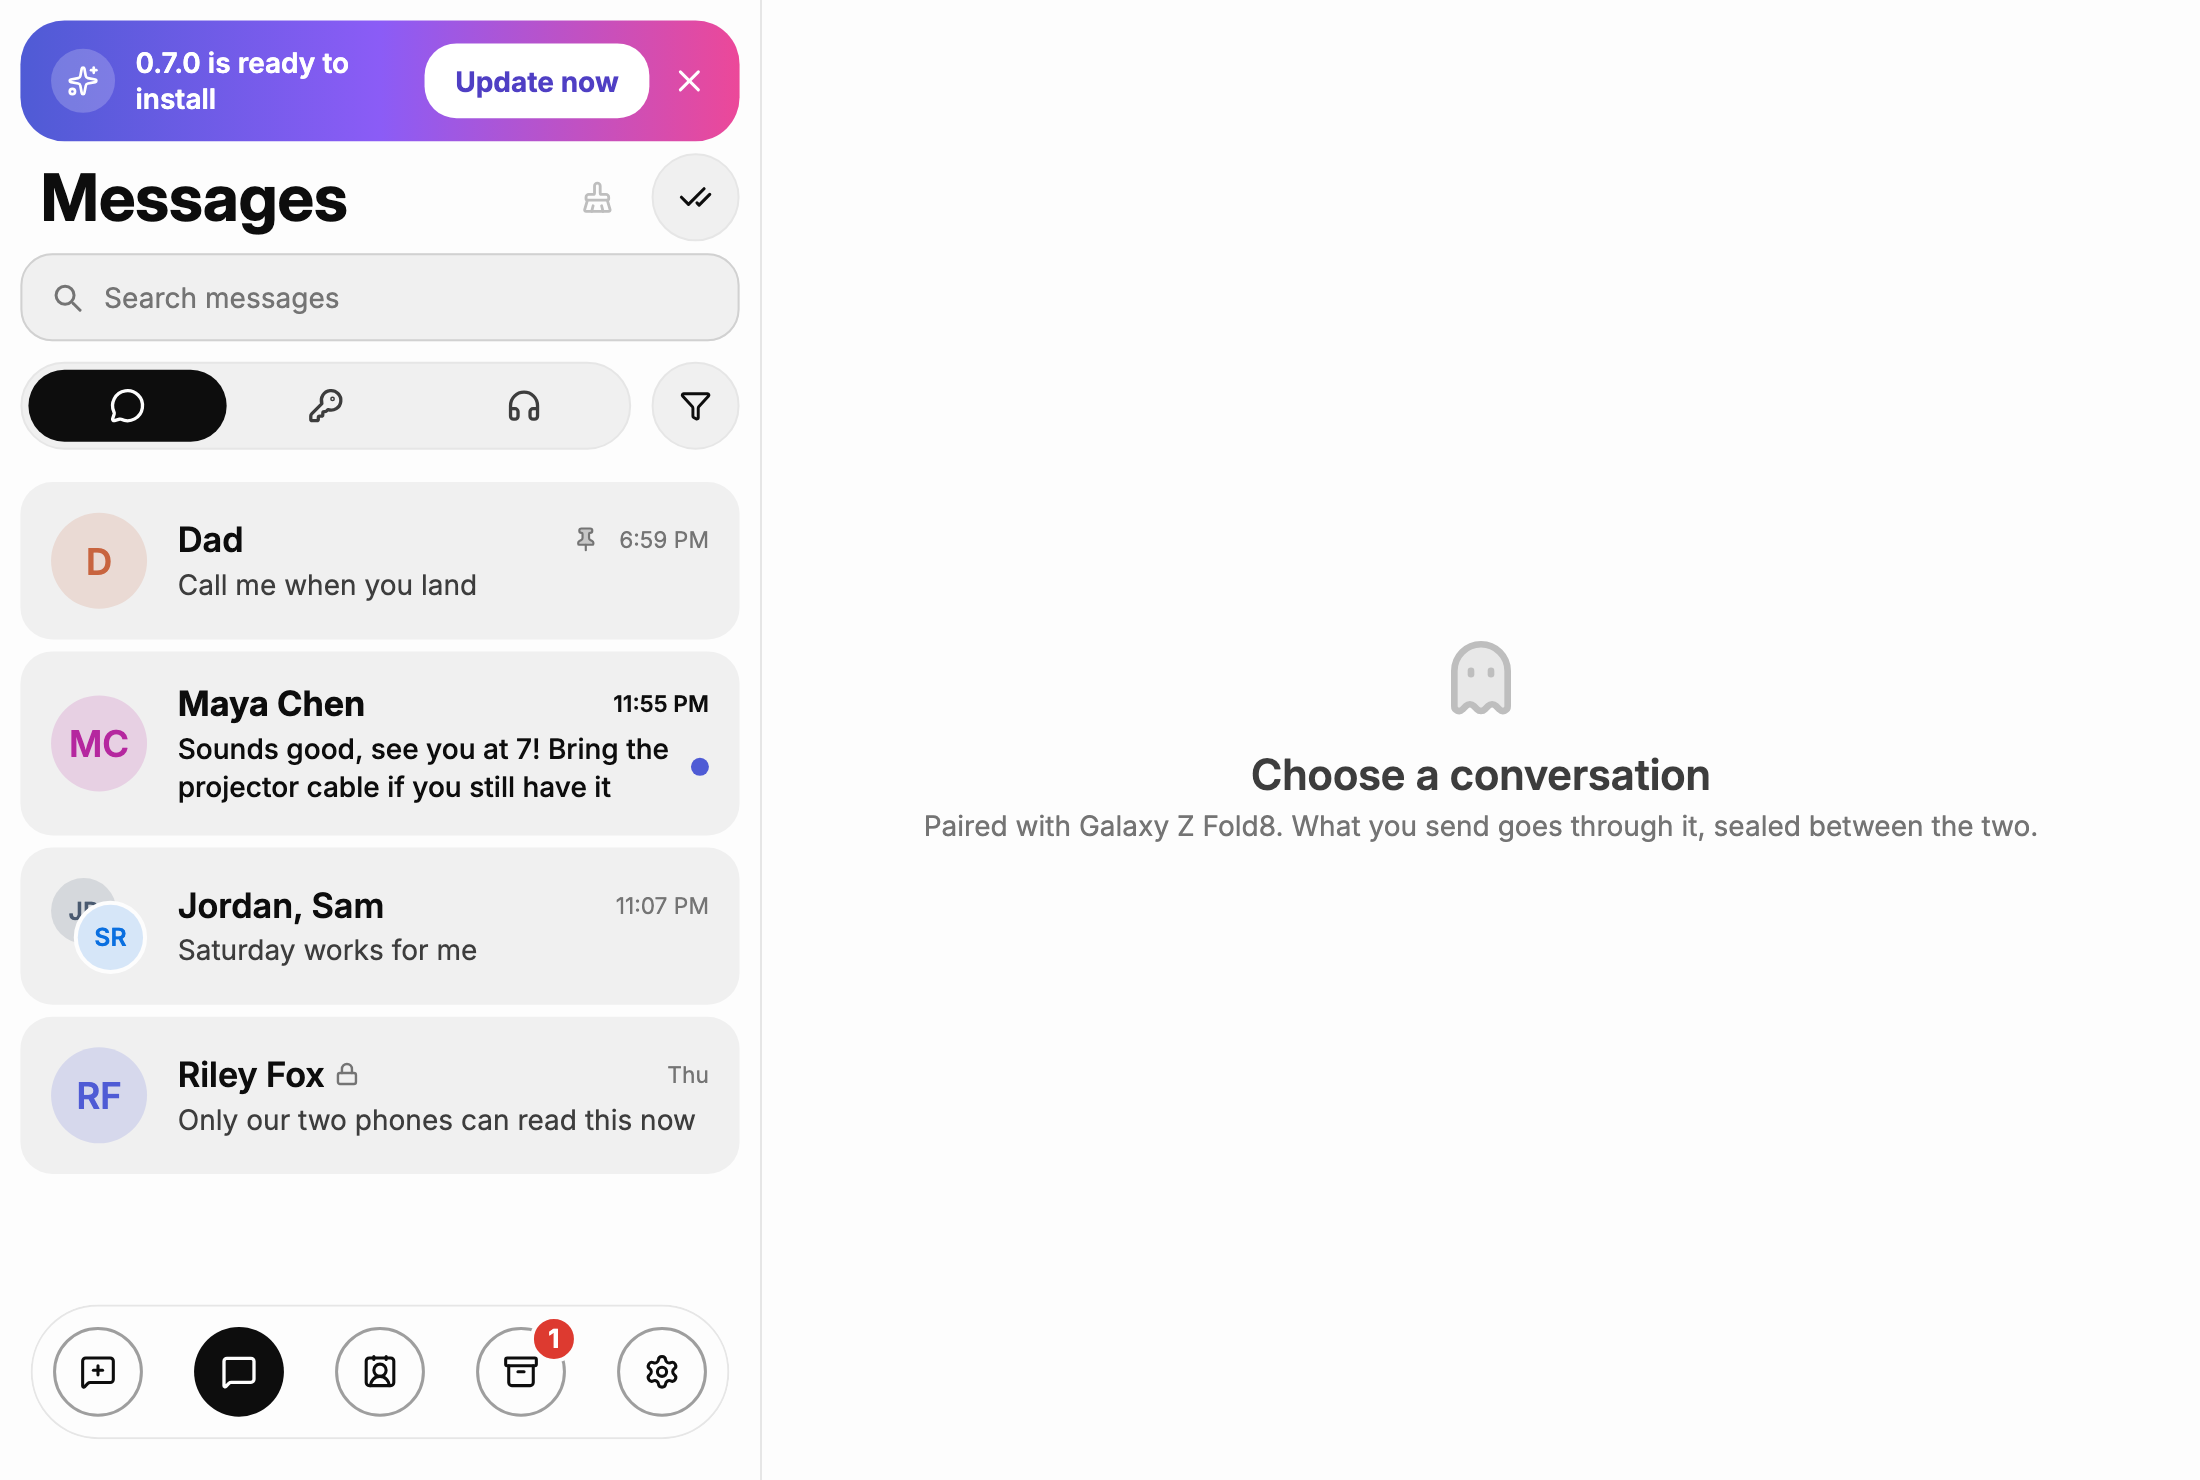 0.7.0 is ready to
install
Update now
Messages
Search messages
D
Dad
6:59 PM
Call me when you land
MC
Maya Chen
11:55 PM
Sounds good, see you at 7! Bring the
projector cable if you still have it
SR
Jordan, Sam
11:07 PM
Saturday works for me
RF
Riley Fox
Thu
Only our two phones can read this now
1
Choose a conversation
Paired with Galaxy Z Fold8. What you send goes through it, sealed between the two.